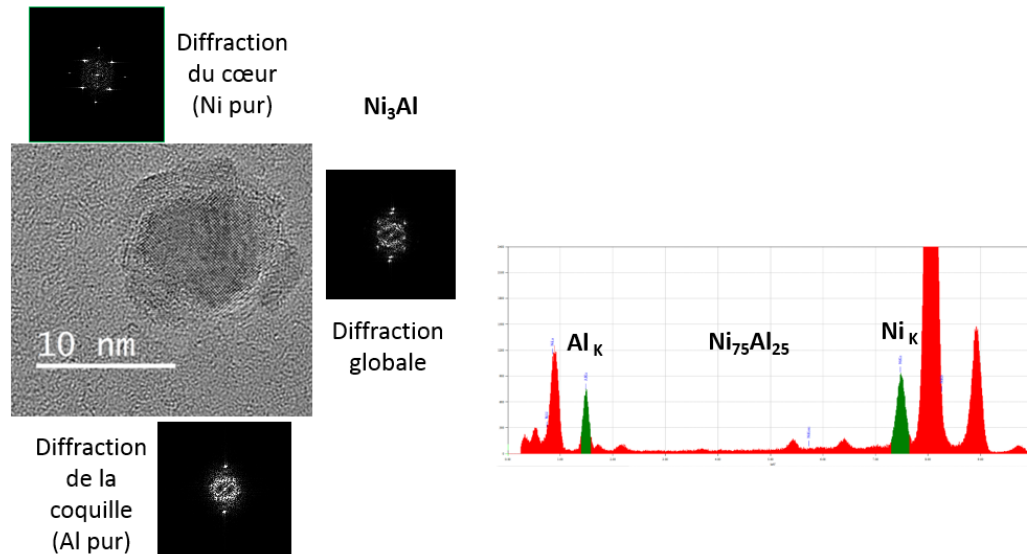 Diffraction
du cœur
(Ni pur)
Ni₃Al
10 nm
Diffraction
globale
Diffraction
de la
coquille
(Al pur)
Al K
Ni₇₅Al₂₅
Ni K